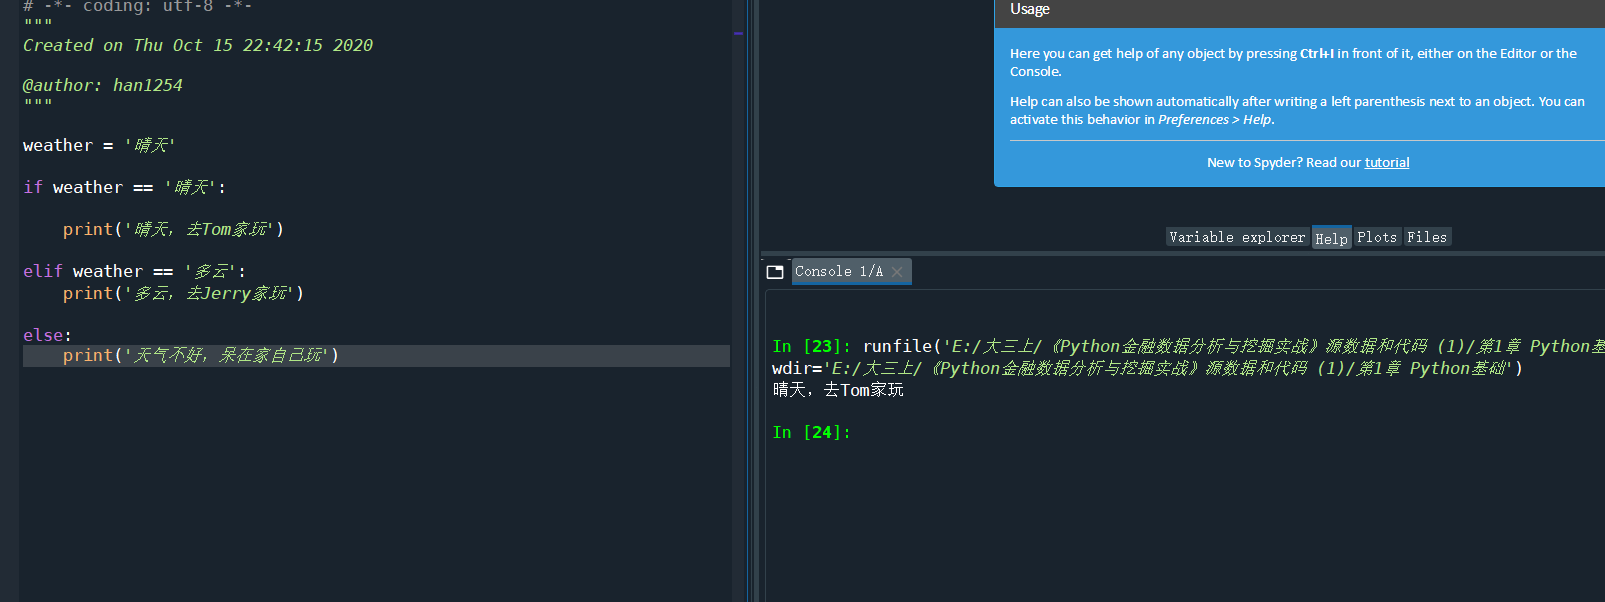 # -*- coding: utf-8 -*-
"""
Created on Thu Oct 15 22:42:15 2020
@author: han1254
"""
weather = '晴天'
if weather == '晴天':
print('晴天，去Tom家玩')
elif weather == '多云':
print('多云，去Jerry家玩')
else:
print('天气不好，呆在家自己玩')
Usage
Here you can get help of any object by pressing Ctrl+I in front of it, either on the Editor or the
Console.
Help can also be shown automatically after writing a left parenthesis next to an object. You can
activate this behavior in Preferences > Help.
New to Spyder? Read our tutorial
Variable explorer Help Plots Files
Console 1/A
In [23]: runfile('E:/大三上/《Python金融数据分析与挖掘实战》源数据和代码 (1)/第1章 Python基
wdir='E:/大三上/《Python金融数据分析与挖掘实战》源数据和代码 (1)/第1章 Python基础')
晴天，去Tom家玩
In [24]: